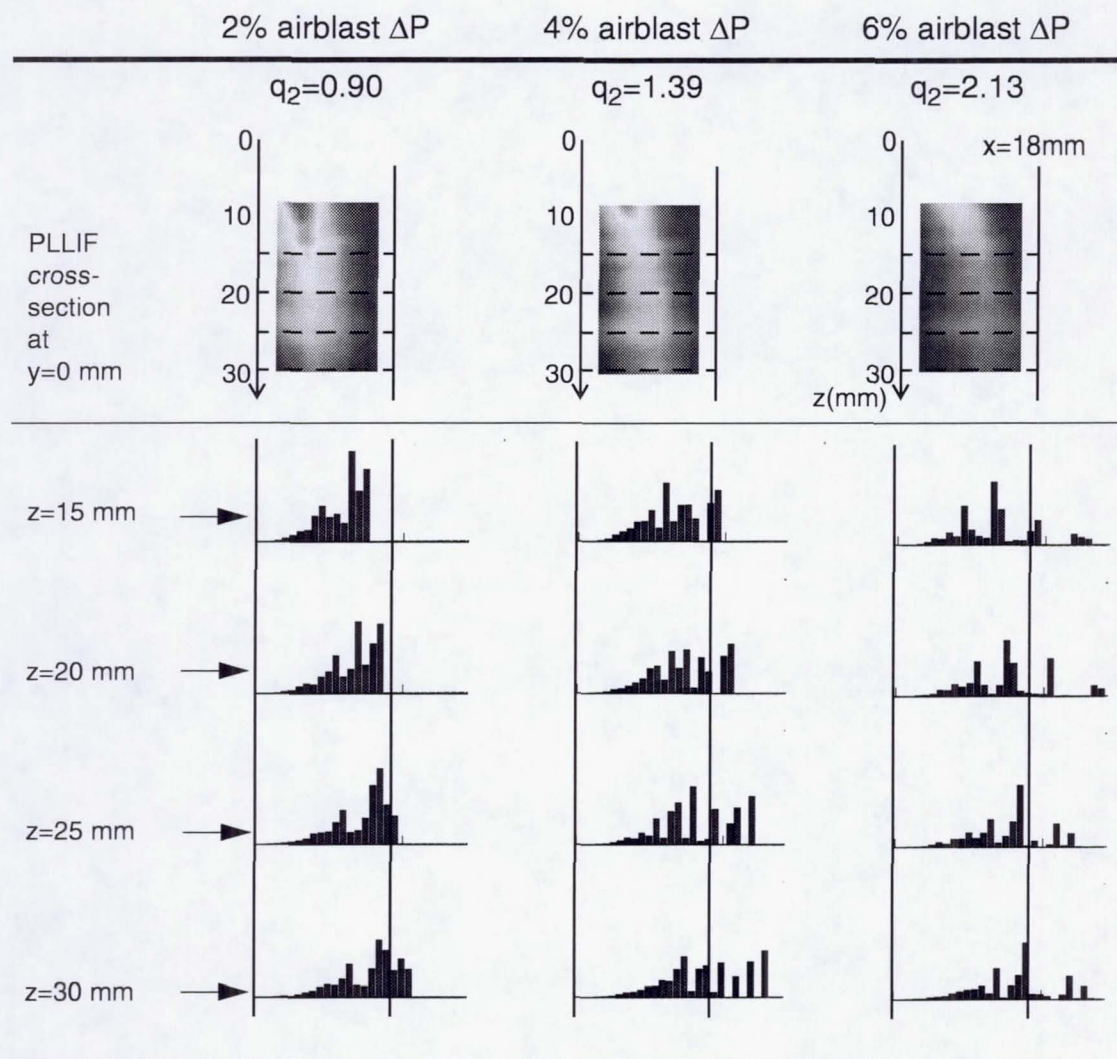 2% airblast ΔP 4% airblast ΔP 6% airblast ΔP
q₂=0.90 q₂=1.39 q₂=2.13
0 0 0 x=18mm
10 10 10
PLLIF
cross-
section
at
y=0 mm
20 20 20
30 30 30
z(mm)
z=15 mm
z=20 mm
z=25 mm
z=30 mm